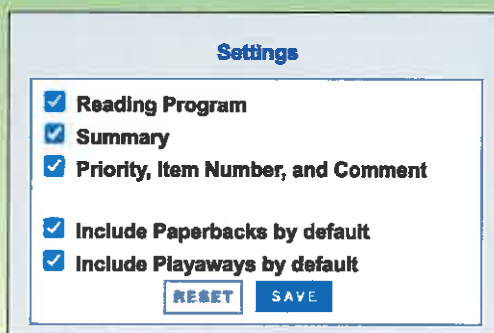 Settings
Reading Program
Summary
Priority, Item Number, and Comment
Include Paperbacks by default
Include Playaways by default
RESET SAVE